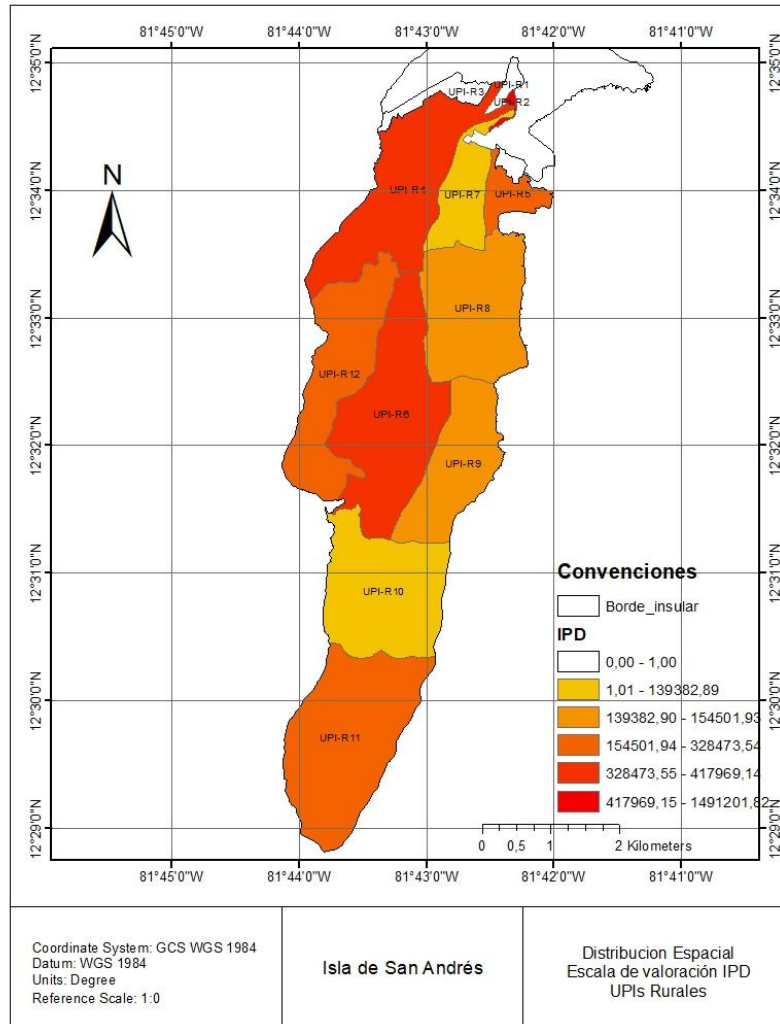 81°45'0"W 81°44'0"W 81°43'0"W 81°42'0"W 81°41'0"W
12°35'0"N
12°34'0"N
12°33'0"N
12°32'0"N
12°31'0"N
12°30'0"N
12°29'0"N
N
UPI-R3
UPI-R1
UPI-R2
UPI-R4
UPI-R7
UPI-R5
UPI-R8
UPI-R12
UPI-R6
UPI-R9
UPI-R10
UPI-R11
12°35'0"N
12°34'0"N
12°33'0"N
12°32'0"N
12°31'0"N
12°30'0"N
12°29'0"N
Convenciones
Borde_insular
IPD
0,00 - 1,00
1,01 - 139382,89
139382,90 - 154501,93
154501,94 - 328473,54
328473,55 - 417969,14
417969,15 - 1491201,82
0 0,5 1 2 Kilometers
81°45'0"W 81°44'0"W 81°43'0"W 81°42'0"W 81°41'0"W
Coordinate System: GCS WGS 1984
Datum: WGS 1984
Units: Degree
Reference Scale: 1:0
Isla de San Andrés
Distribucion Espacial
Escala de valoración IPD
UPIs Rurales